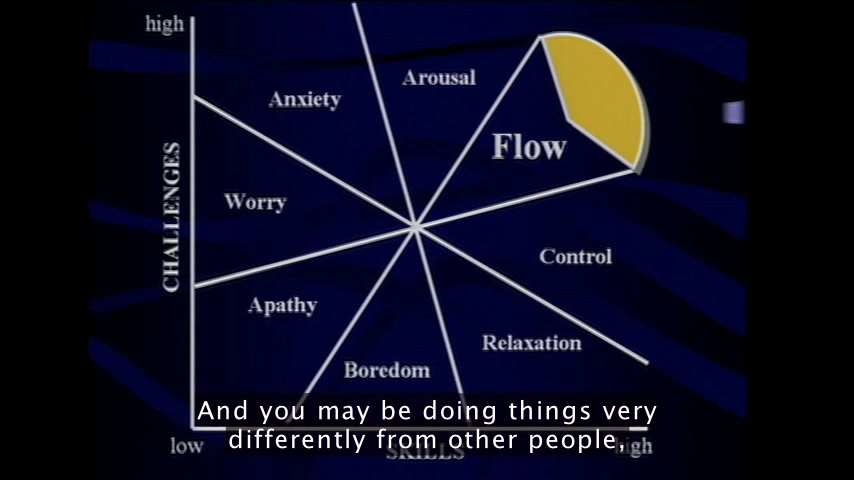 high
Arousal
Anxiety
Flow
CHALLENGES
Worry
Control
Apathy
Relaxation
Boredom
And you may be doing things very
differently from other people,
low
SKILLS
high